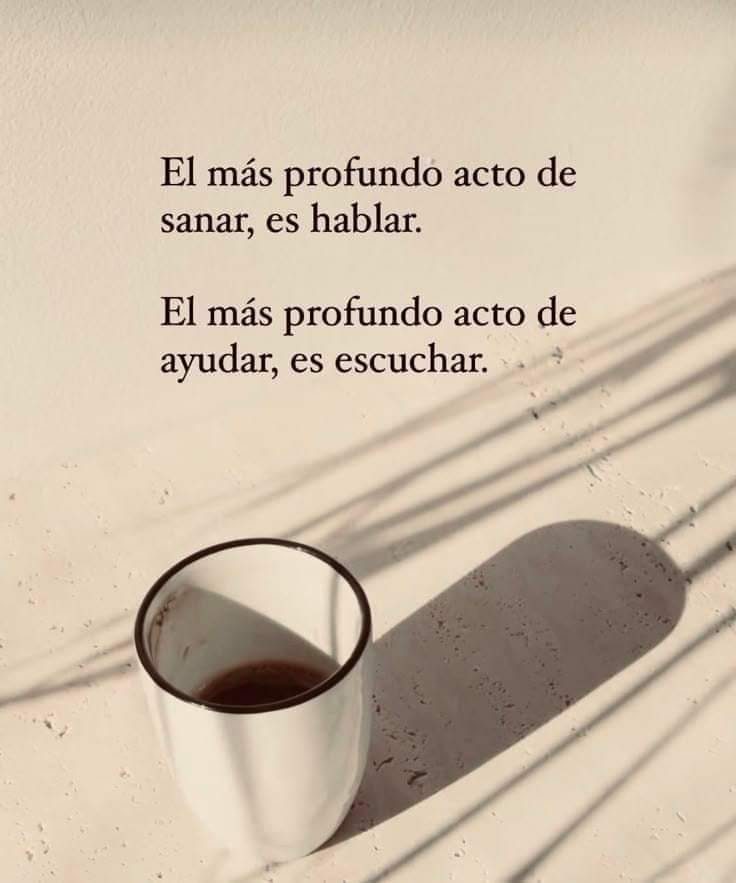 El más profundo acto de
sanar, es hablar.
El más profundo acto de
ayudar, es escuchar.